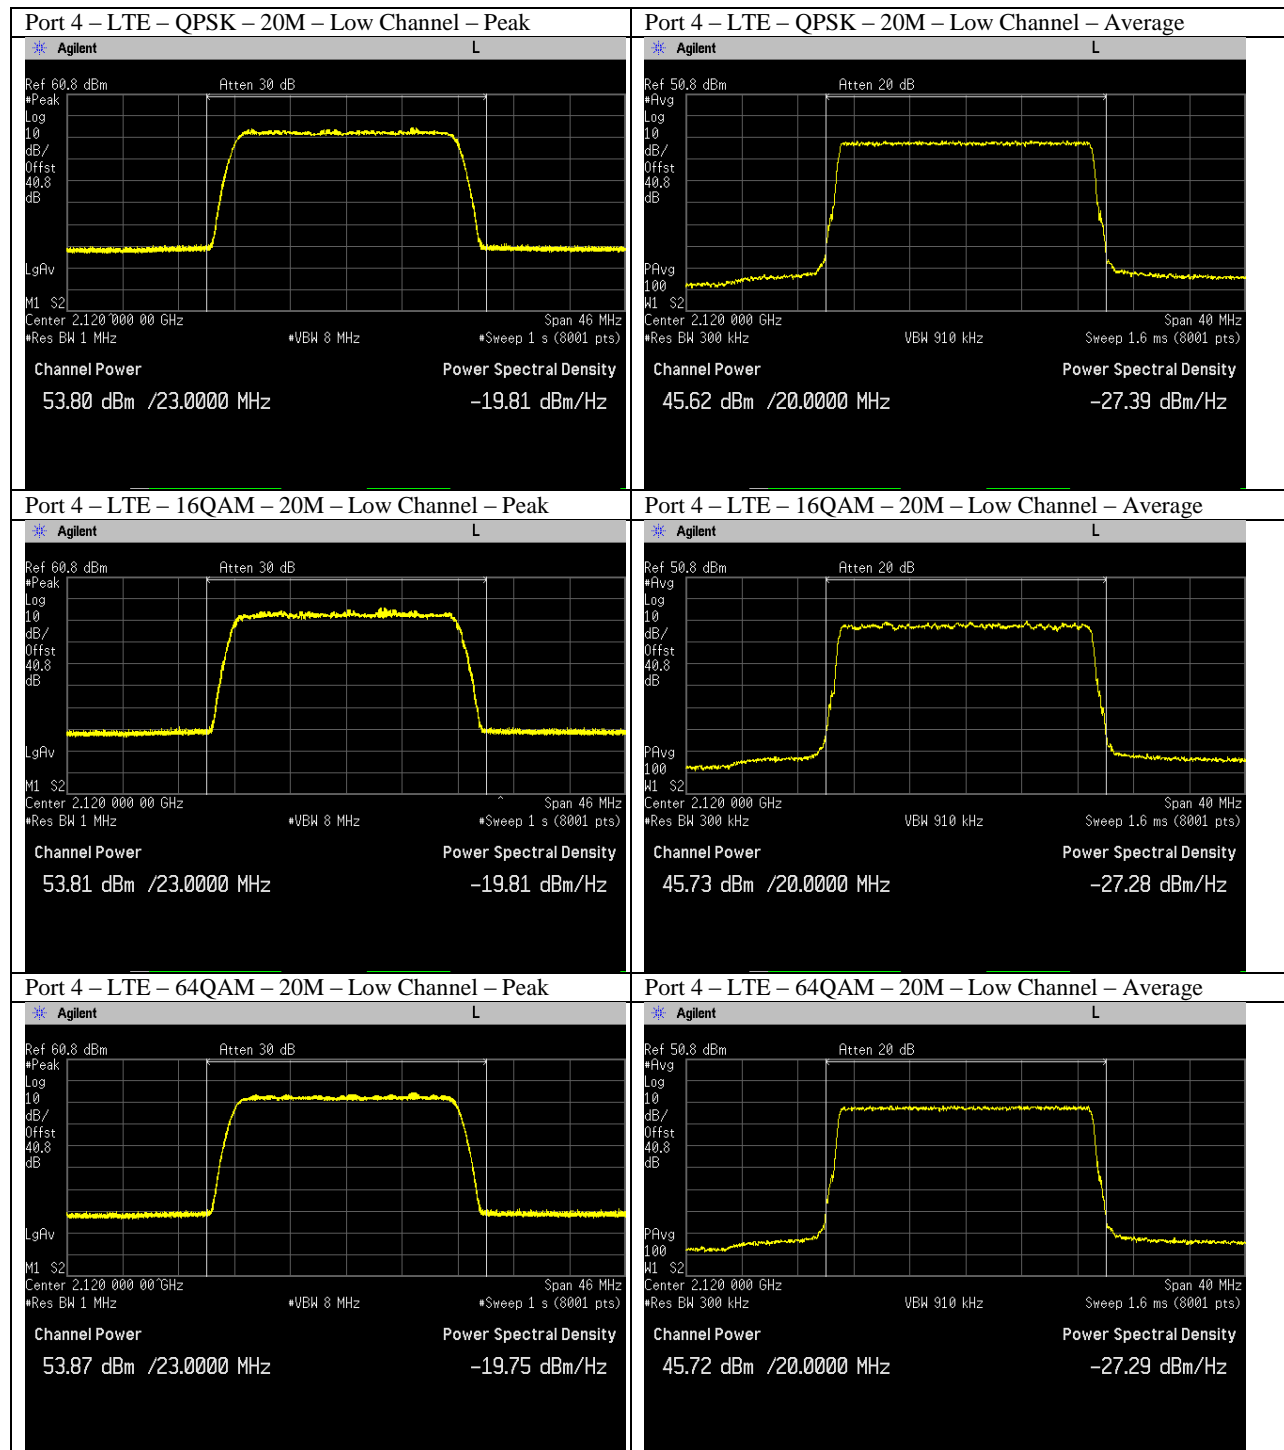 Port 4 – LTE – QPSK – 20M – Low Channel – Peak
Agilent
L
Ref 60.8 dBm
Atten 30 dB
#Peak
Log
10
dB/
Offst
40.8
dB
LgAv
M1 S2
Center 2.120 000 00 GHz
Span 46 MHz
#Res BW 1 MHz
#VBW 8 MHz
#Sweep 1 s (8001 pts)
Channel Power
Power Spectral Density
53.80 dBm /23.0000 MHz
-19.81 dBm/Hz
Port 4 – LTE – QPSK – 20M – Low Channel – Average
Agilent
L
Ref 50.8 dBm
Atten 20 dB
#Avg
Log
10
dB/
Offst
40.8
dB
PAvg
100
W1 S2
Center 2.120 000 GHz
Span 40 MHz
#Res BW 300 kHz
VBW 910 kHz
Sweep 1.6 ms (8001 pts)
Channel Power
Power Spectral Density
45.62 dBm /20.0000 MHz
-27.39 dBm/Hz
Port 4 – LTE – 16QAM – 20M – Low Channel – Peak
Agilent
L
Ref 60.8 dBm
Atten 30 dB
#Peak
Log
10
dB/
Offst
40.8
dB
LgAv
M1 S2
Center 2.120 000 00 GHz
Span 46 MHz
#Res BW 1 MHz
#VBW 8 MHz
#Sweep 1 s (8001 pts)
Channel Power
Power Spectral Density
53.81 dBm /23.0000 MHz
-19.81 dBm/Hz
Port 4 – LTE – 16QAM – 20M – Low Channel – Average
Agilent
L
Ref 50.8 dBm
Atten 20 dB
#Avg
Log
10
dB/
Offst
40.8
dB
PAvg
100
W1 S2
Center 2.120 000 GHz
Span 40 MHz
#Res BW 300 kHz
VBW 910 kHz
Sweep 1.6 ms (8001 pts)
Channel Power
Power Spectral Density
45.73 dBm /20.0000 MHz
-27.28 dBm/Hz
Port 4 – LTE – 64QAM – 20M – Low Channel – Peak
Agilent
L
Ref 60.8 dBm
Atten 30 dB
#Peak
Log
10
dB/
Offst
40.8
dB
LgAv
M1 S2
Center 2.120 000 00 GHz
Span 46 MHz
#Res BW 1 MHz
#VBW 8 MHz
#Sweep 1 s (8001 pts)
Channel Power
Power Spectral Density
53.87 dBm /23.0000 MHz
-19.75 dBm/Hz
Port 4 – LTE – 64QAM – 20M – Low Channel – Average
Agilent
L
Ref 50.8 dBm
Atten 20 dB
#Avg
Log
10
dB/
Offst
40.8
dB
PAvg
100
W1 S2
Center 2.120 000 GHz
Span 40 MHz
#Res BW 300 kHz
VBW 910 kHz
Sweep 1.6 ms (8001 pts)
Channel Power
Power Spectral Density
45.72 dBm /20.0000 MHz
-27.29 dBm/Hz